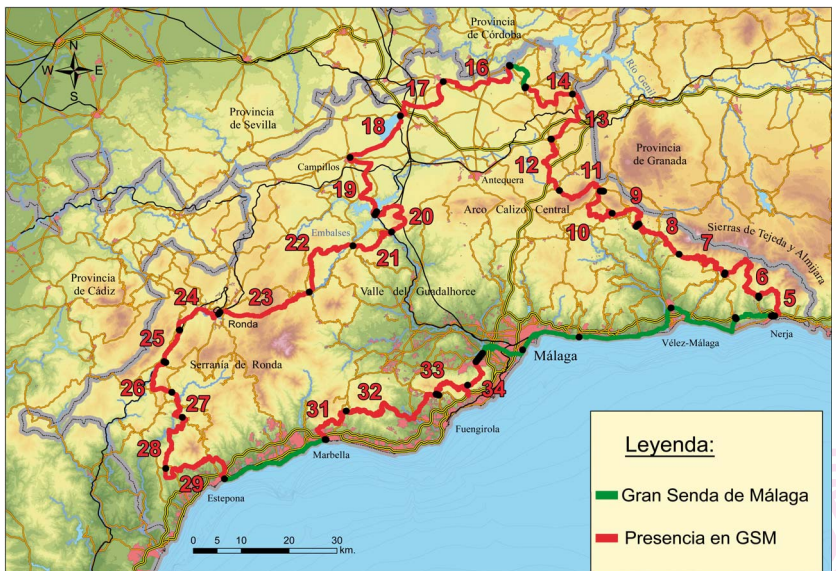 Provincia
de Córdoba
N
W E
S
Río Genil
16
17
14
13
18
Provincia
de Sevilla
Provincia
de Granada
Campillos
12
Antequera
11
19
9
Arco Calizo Central
20
10
8
Sierras de Tejeda y Almijara
Embalses
22
21
7
Provincia
de Cádiz
6
24
23
Valle del Guadalhorce
5
Ronda
Nerja
Vélez-Málaga
25
Málaga
Serranía de Ronda
33
26
34
32
27
31
Fuengirola
28
Marbella
29
Estepona
0 5 10 20 30
km.
Leyenda:
Gran Senda de Málaga
Presencia en GSM